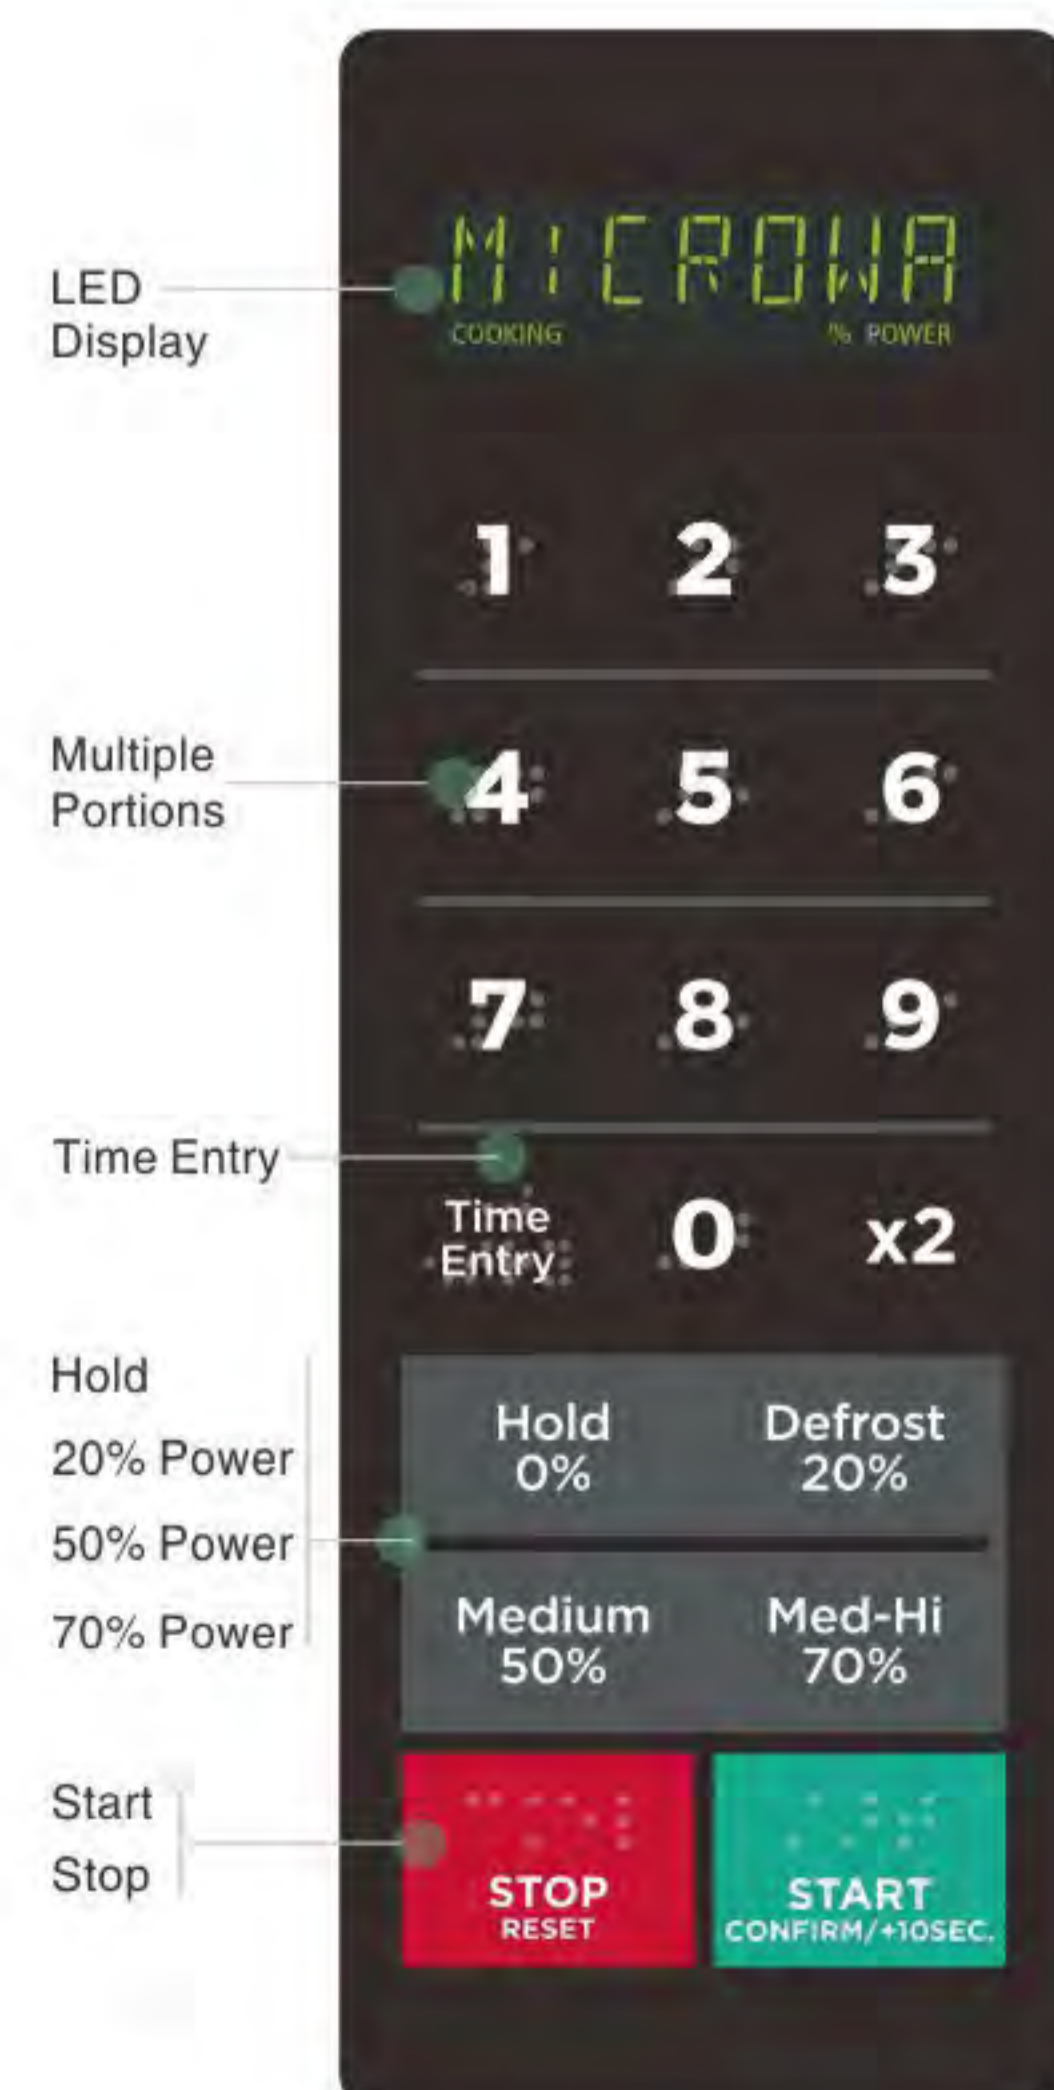 MICROWA
COOKING % POWER
LED
Display
1 2 3
Multiple
Portions
4 5 6
7 8 9
Time Entry
Time
Entry
0 x2
Hold
20% Power
50% Power
70% Power
Hold
0%
Defrost
20%
Medium
50%
Med-Hi
70%
Start
Stop
STOP
RESET
START
CONFIRM/+10SEC.